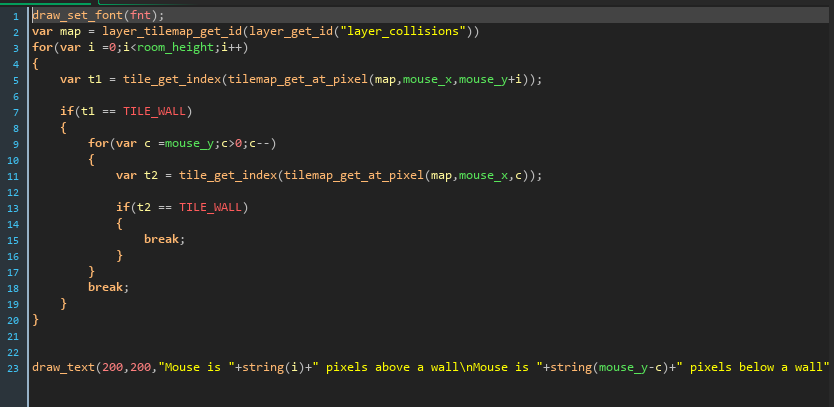 1 draw_set_font(fnt);
2 var map = layer_tilemap_get_id(layer_get_id("layer_collisions"))
3 for(var i =0;i<room_height;i++)
4 {
5 var t1 = tile_get_index(tilemap_get_at_pixel(map,mouse_x,mouse_y+i));
6
7 if(t1 == TILE_WALL)
8 {
9 for(var c =mouse_y;c>0;c--)
10 {
11 var t2 = tile_get_index(tilemap_get_at_pixel(map,mouse_x,c));
12
13 if(t2 == TILE_WALL)
14 {
15 break;
16 }
17 }
18 break;
19 }
20 }
21
22
23 draw_text(200,200,"Mouse is "+string(i)+" pixels above a wall\nMouse is "+string(mouse_y-c)+" pixels below a wall"